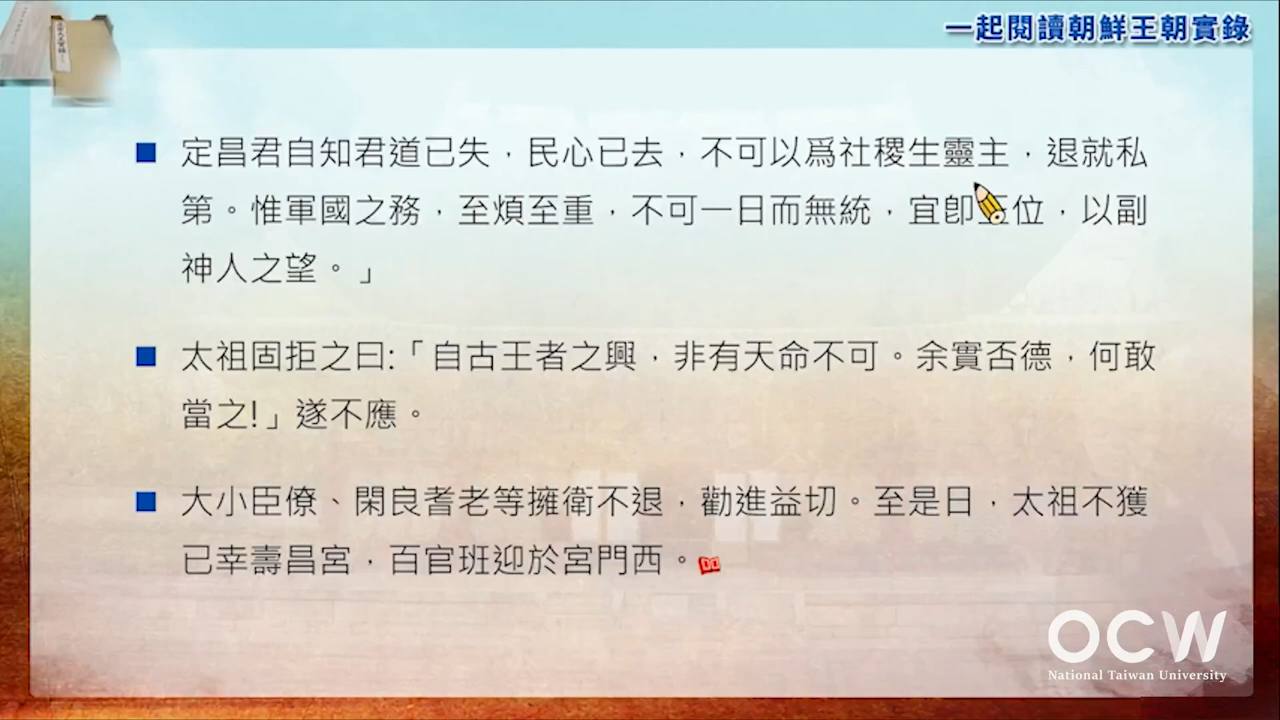 一起閱讀朝鮮王朝實錄
定昌君自知君道已失，民心已去，不可以爲社稷生靈主，退就私
第。惟軍國之務，至煩至重，不可一日而無統，宜卽位，以副
神人之望。」
太祖固拒之曰:「自古王者之興，非有天命不可。余實否德，何敢
當之!」遂不應。
大小臣僚、閑良耆老等擁衛不退，勸進益切。至是日，太祖不獲
已幸壽昌宮，百官班迎於宮門西。
OCW
National Taiwan University